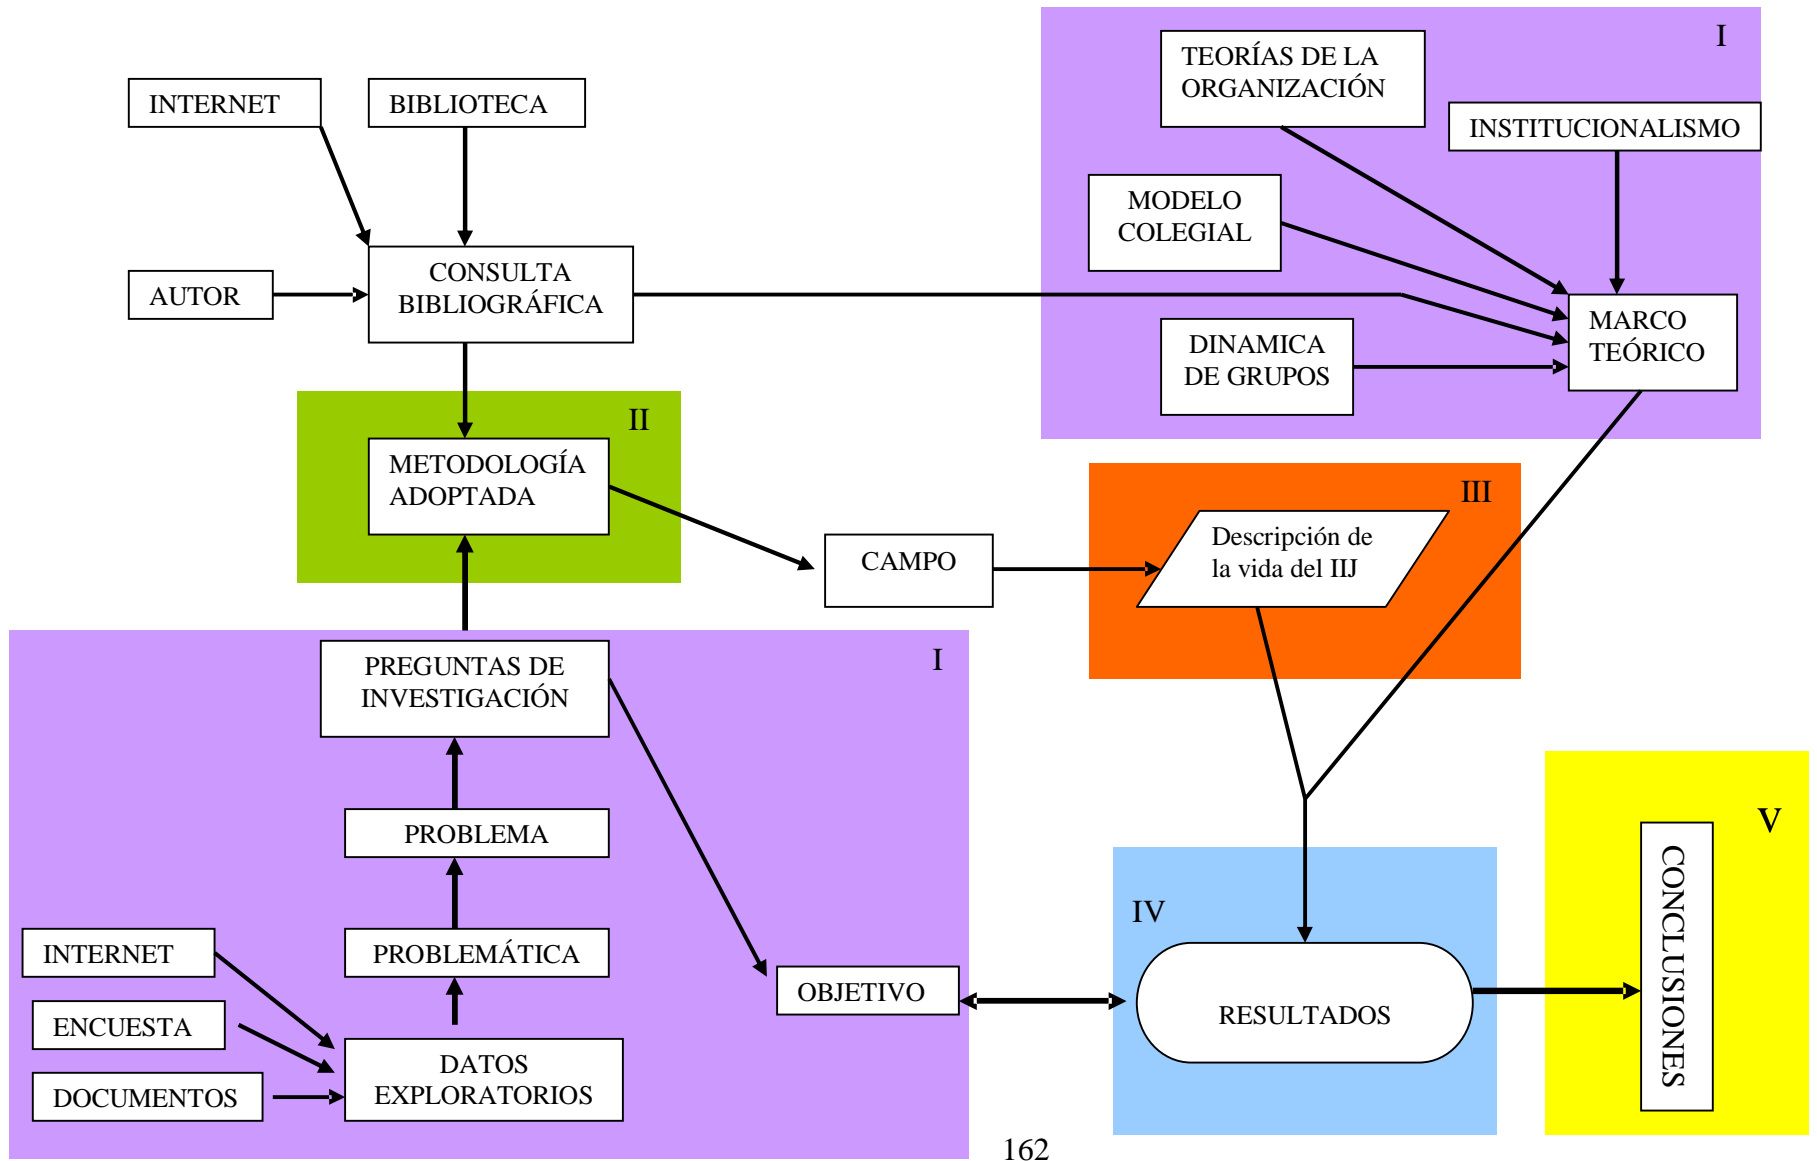 I
TEORÍAS DE LA
ORGANIZACIÓN
INTERNET
BIBLIOTECA
INSTITUCIONALISMO
MODELO
COLEGIAL
AUTOR
CONSULTA
BIBLIOGRÁFICA
MARCO
TEÓRICO
DINAMICA
DE GRUPOS
II
METODOLOGÍA
ADOPTADA
III
Descripción de
la vida del IIJ
CAMPO
I
PREGUNTAS DE
INVESTIGACIÓN
PROBLEMA
V
CONCLUSIONES
IV
INTERNET
PROBLEMÁTICA
OBJETIVO
RESULTADOS
ENCUESTA
DATOS
EXPLORATORIOS
DOCUMENTOS
162